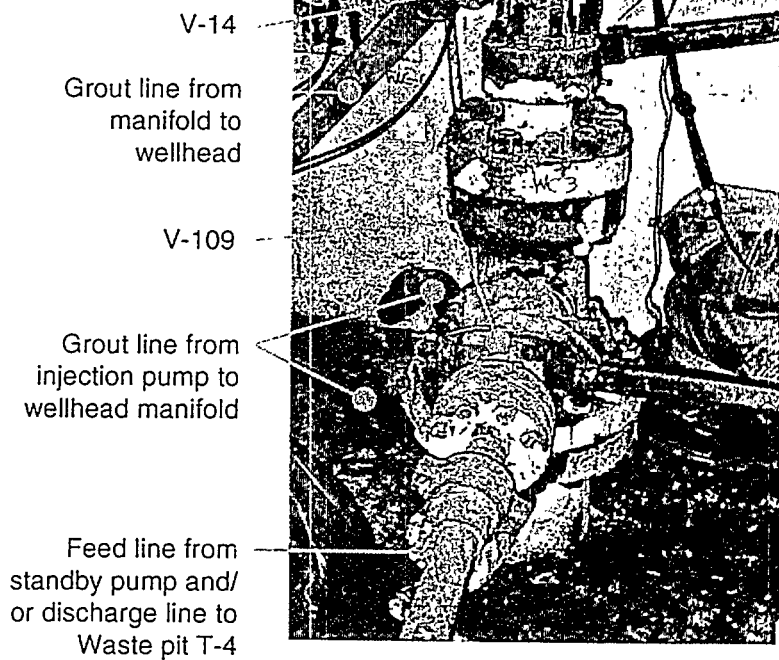 V-14
Grout line from
manifold to
wellhead
V-109
Grout line from
injection pump to
wellhead manifold
Feed line from
standby pump and/
or discharge line to
Waste pit T-4